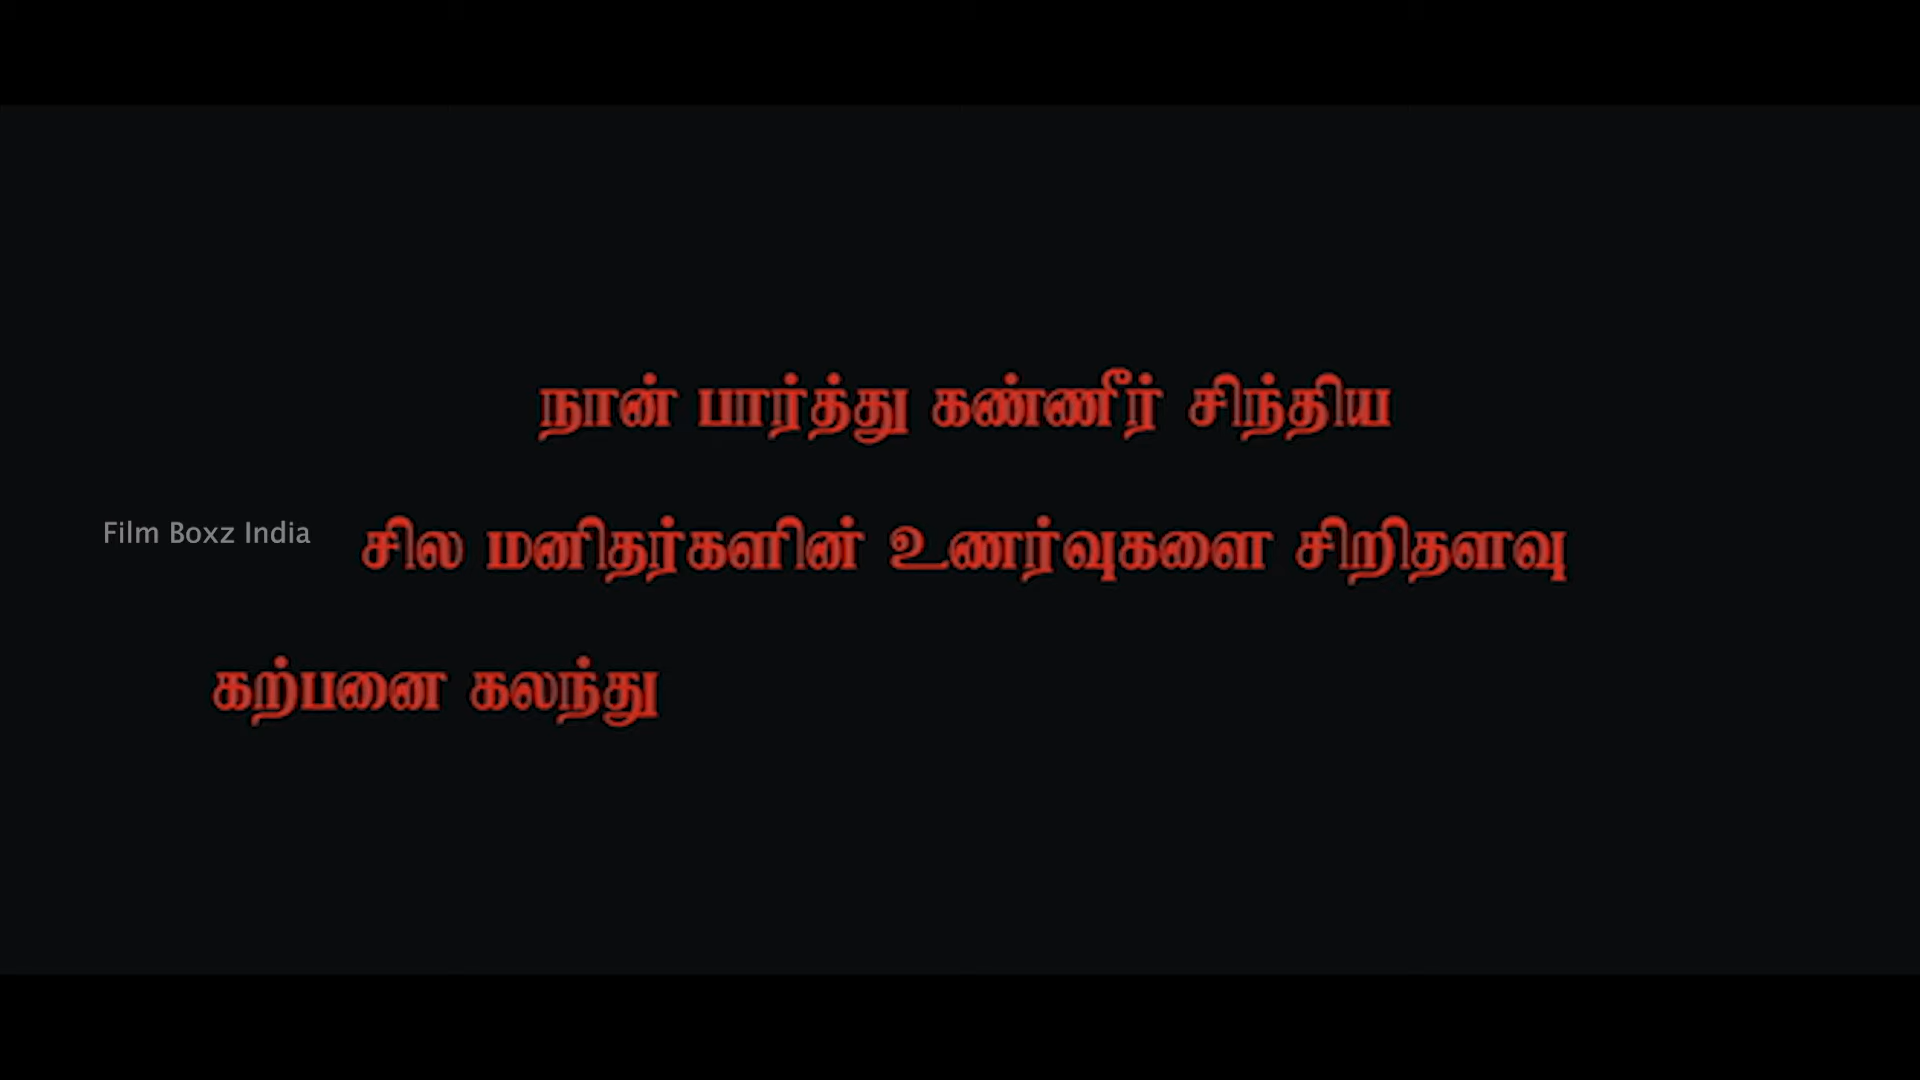 நான் பார்த்து கண்ணீர் சிந்திய
Film Boxz India
சில மனிதர்களின் உணர்வுகளை சிறிதளவு
கற்பனை கலந்து